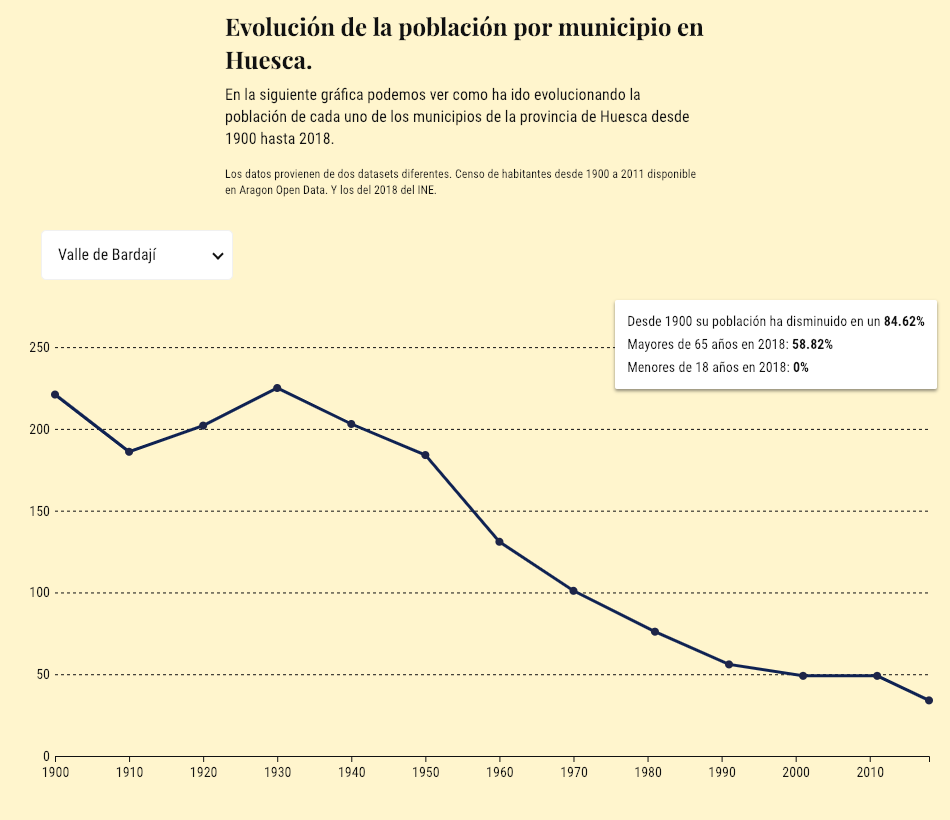 Evolución de la población por municipio en
Huesca.
En la siguiente gráfica podemos ver como ha ido evolucionando la
población de cada uno de los municipios de la provincia de Huesca desde
1900 hasta 2018.
Los datos provienen de dos datasets diferentes. Censo de habitantes desde 1900 a 2011 disponible
en Aragon Open Data. Y los del 2018 del INE.
Valle de Bardají
Desde 1900 su población ha disminuido en un 84.62%
Mayores de 65 años en 2018: 58.82%
Menores de 18 años en 2018: 0%
250
200
150
100
50
0
1900 1910 1920 1930 1940 1950 1960 1970 1980 1990 2000 2010